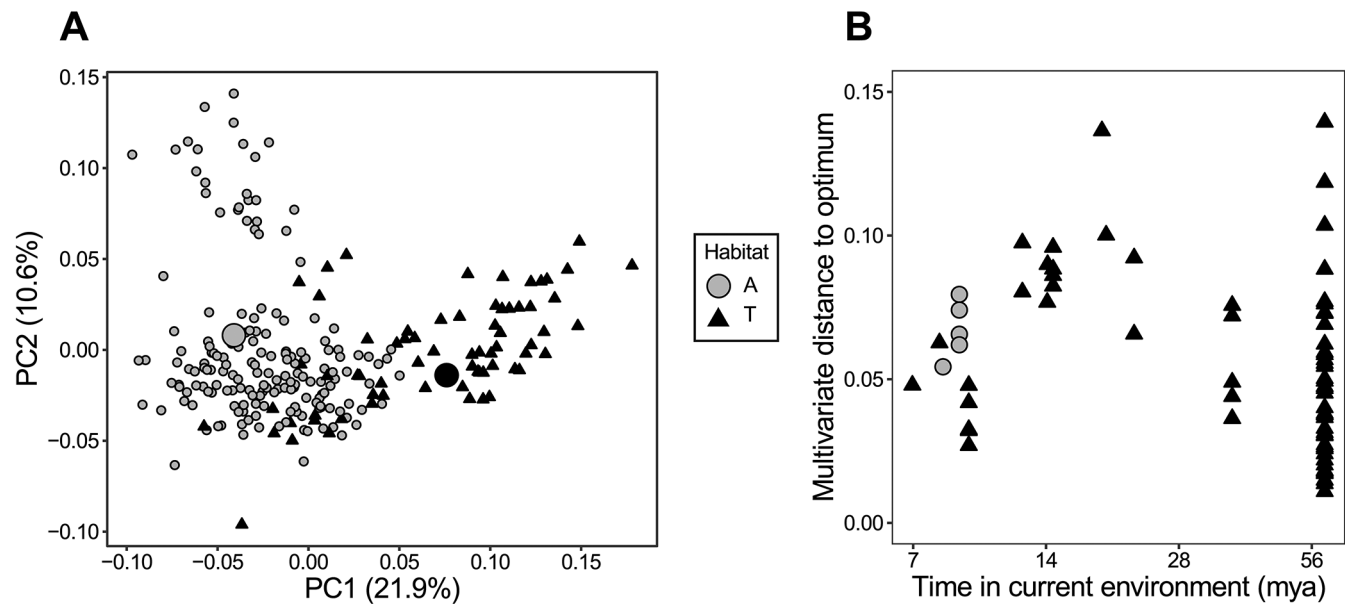 A
B
0.15
0.10
0.05
0.00
−0.05
−0.10
PC2 (10.6%)
−0.10
−0.05
0.00
0.05
0.10
0.15
PC1 (21.9%)
Habitat
A
T
0.15
0.10
0.05
0.00
Multivariate distance to optimum
7
14
28
56
Time in current environment (mya)